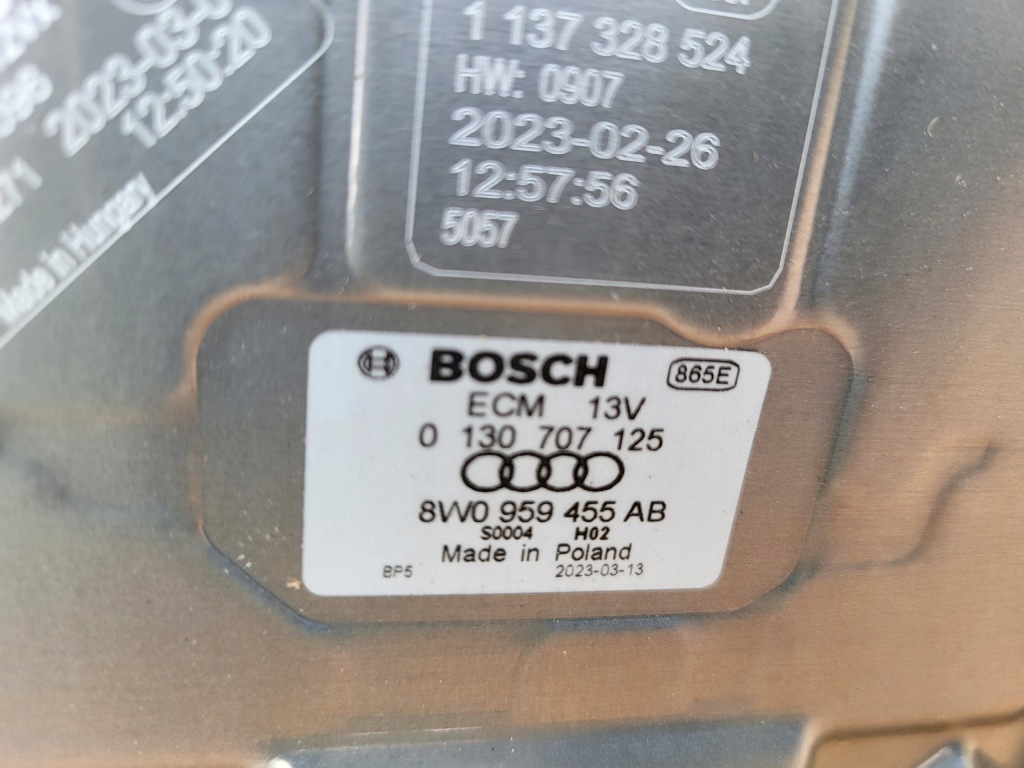 2023-03-0
12:50:20
271
Made in Hungary
1 137 328 524
HW: 0907
2023-02-26
12:57:56
5057
BOSCH 865E
ECM 13V
0 130 707 125
8W0 959 455 AB
S0004 H02
Made in Poland
BP5 2023-03-13